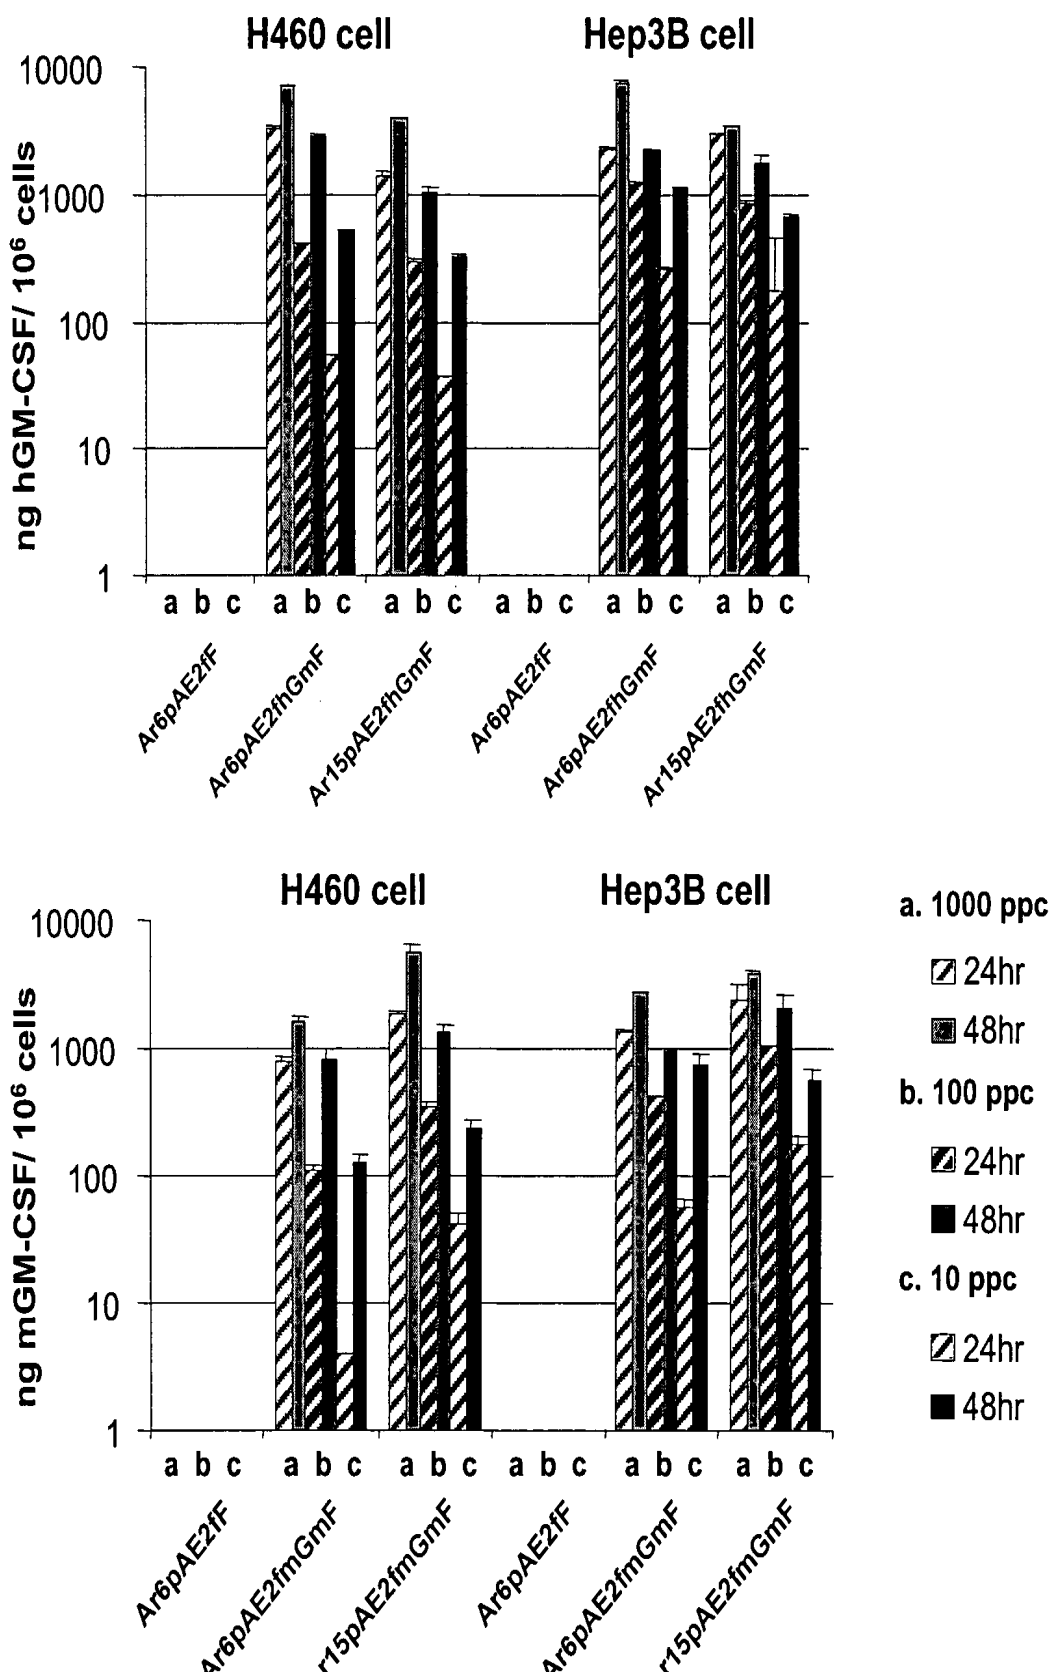 H460 cell Hep3B cell
ng hGM-CSF/ 10⁶ cells
10000
1000
100
10
1
a b c a b c a b c a b c a b c a b c
Ar6pAE2fF Ar6pAE2fhGmF Ar15pAE2fhGmF Ar6pAE2fF Ar6pAE2fhGmF Ar15pAE2fhGmF
H460 cell Hep3B cell
ng mGM-CSF/ 10⁶ cells
10000
1000
100
10
1
a b c a b c a b c a b c a b c a b c
Ar6pAE2fF Ar6pAE2fmGmF r15pAE2fmGmF Ar6pAE2fF Ar6pAE2fmGmF r15pAE2fmGmF
a. 1000 ppc
24hr
48hr
b. 100 ppc
24hr
48hr
c. 10 ppc
24hr
48hr